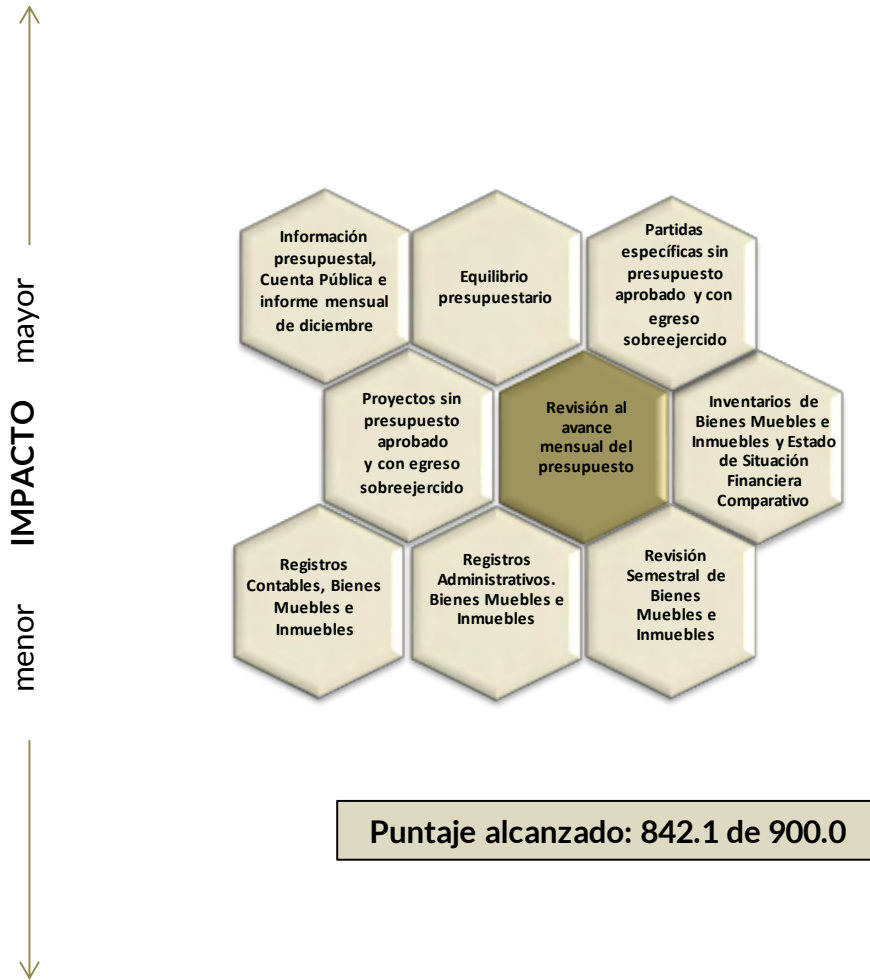 mayor
IMPACTO
menor
Información
presupuestal,
Cuenta Pública e
informe mensual
de diciembre
Equilibrio
presupuestario
Partidas
específicas sin
presupuesto
aprobado y con
egreso
sobreejercido
Proyectos sin
presupuesto
aprobado
y con egreso
sobreejercido
Revisión al
avance
mensual del
presupuesto
Inventarios de
Bienes Muebles e
Inmuebles y Estado
de Situación
Financiera
Comparativo
Registros
Contables, Bienes
Muebles e
Inmuebles
Registros
Administrativos.
Bienes Muebles e
Inmuebles
Revisión
Semestral de
Bienes
Muebles e
Inmuebles
Puntaje alcanzado: 842.1 de 900.0